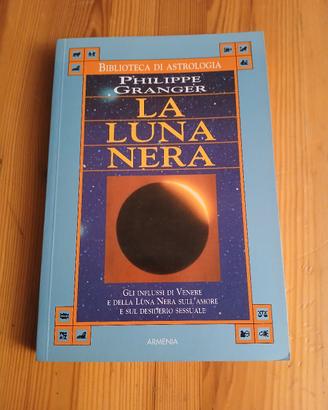 BIBLIOTECA DI ASTROLOGIA
PHILIPPE
GRANGER
LA
LUNA
NERA
GLI INFLUSSI DI VENERE
E DELLA LUNA NERA SULL'AMORE
E SUL DESIDERIO SESSUALE
ARMENIA